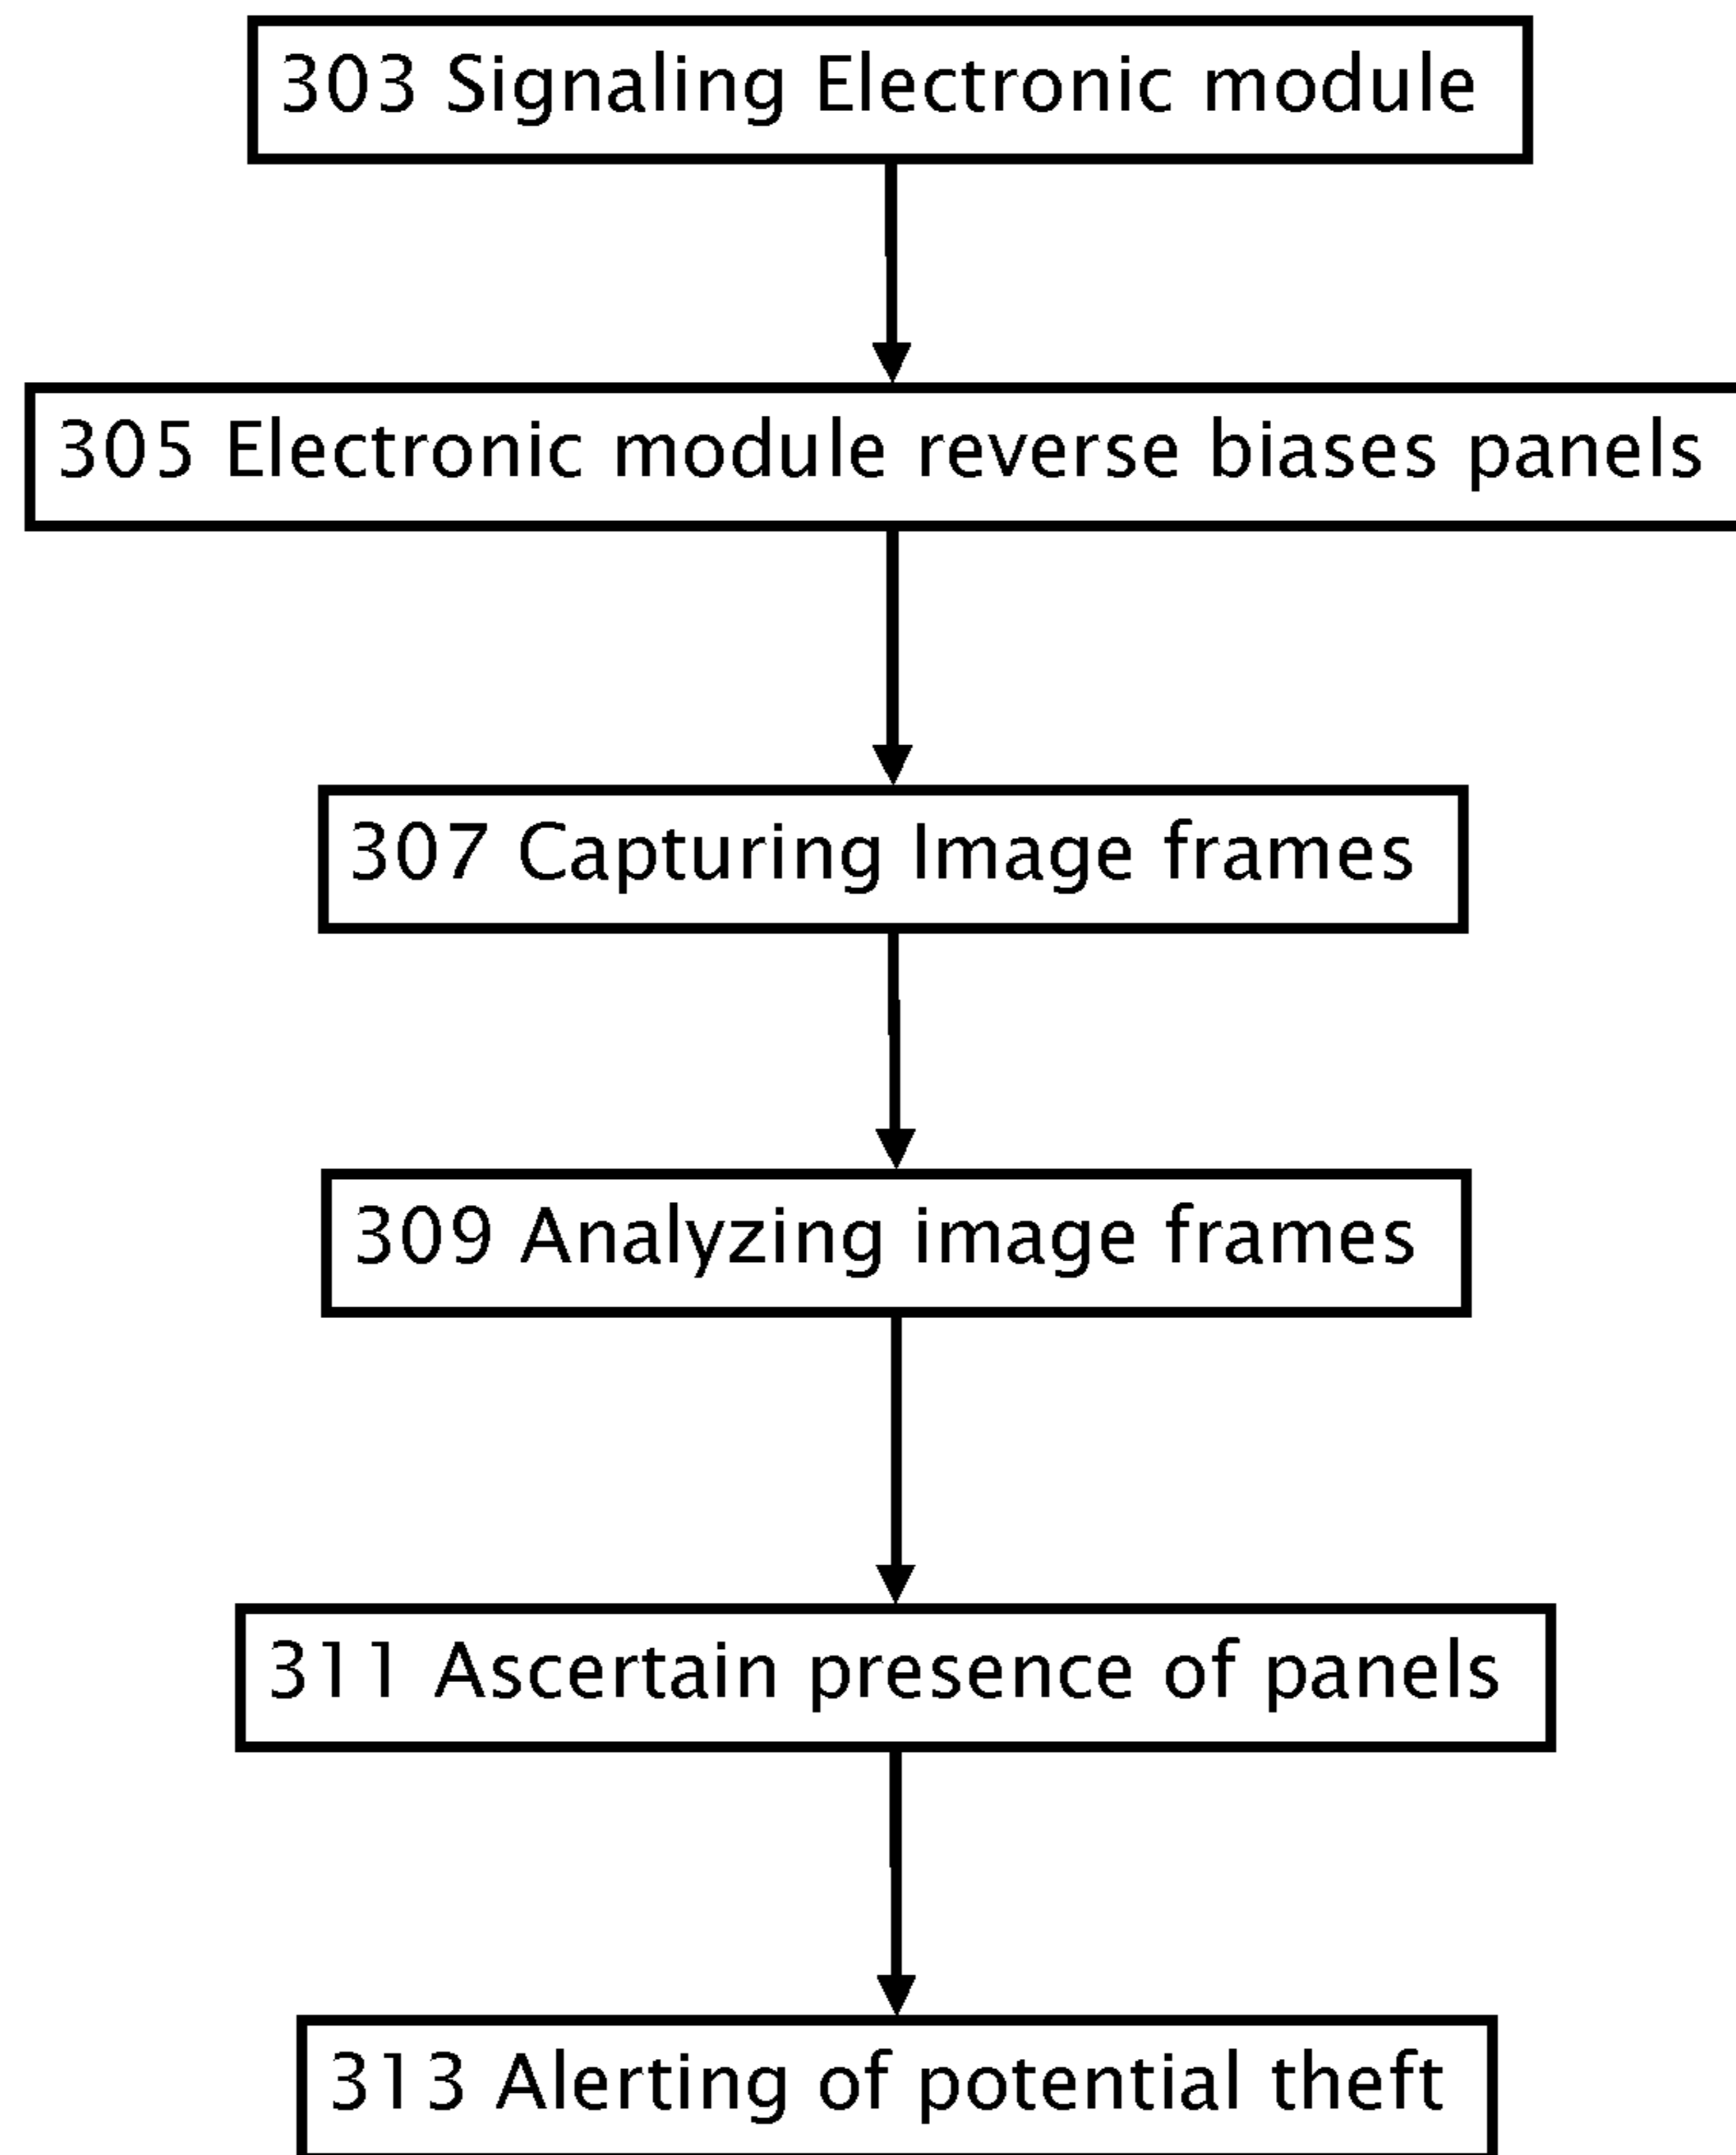 303 Signaling Electronic module
305 Electronic module reverse biases panels
307 Capturing Image frames
309 Analyzing image frames
311 Ascertain presence of panels
313 Alerting of potential theft